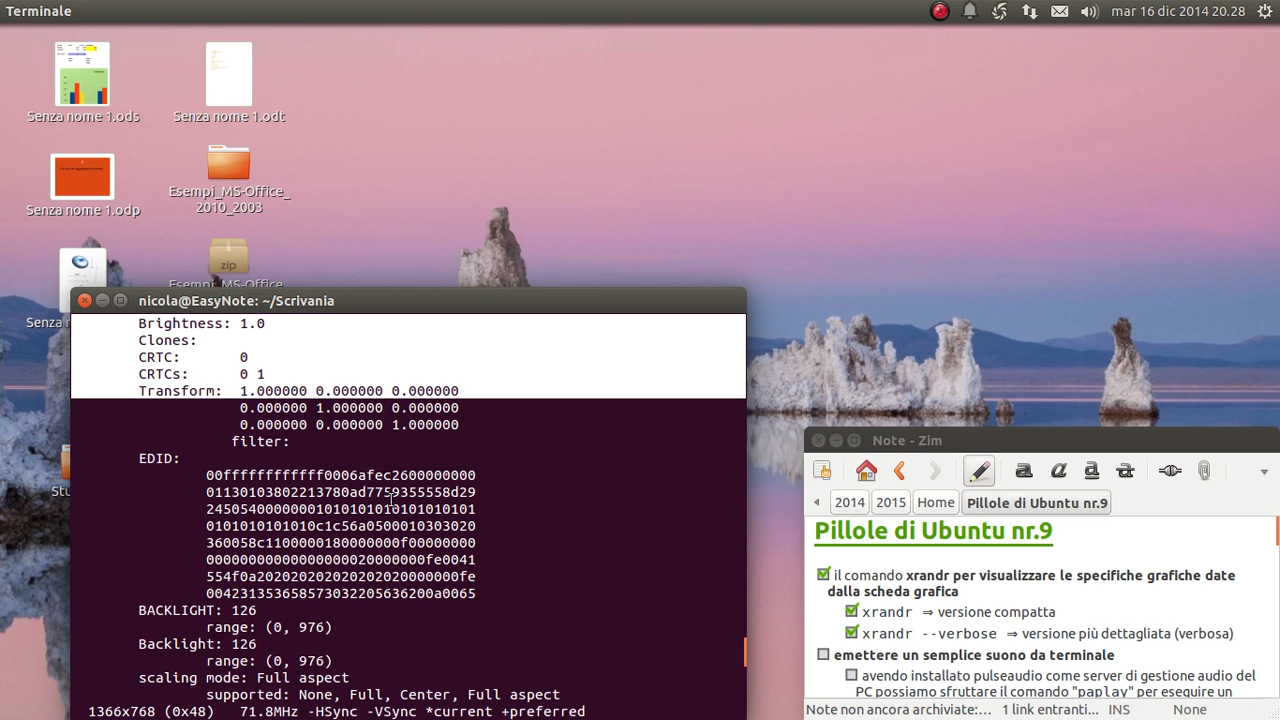 Terminale
mar 16 dic 2014 20.28
Senza nome 1.ods
Senza nome 1.odt
Senza nome 1.odp
Esempi_MS-Office_
2010_2003
zip
Esempi_MS-Office
nicola@EasyNote: ~/Scrivania
Brightness: 1.0
Clones:
CRTC: 0
CRTCs: 0 1
Transform: 1.000000 0.000000 0.000000
0.000000 1.000000 0.000000
0.000000 0.000000 1.000000
filter:
EDID:
00ffffffffffff0006afec2600000000
01130103802213780ad7759355558d29
24505400000001010101010101010101
010101010101​0c1c56a0500010303020
360058c1100000180000000f00000000
00000000000000000020000000fe0041
554f0a202020202020202020000000fe
004231353658573032205636200a0065
BACKLIGHT: 126
range: (0, 976)
Backlight: 126
range: (0, 976)
scaling mode: Full aspect
supported: None, Full, Center, Full aspect
1366x768 (0x48) 71.8MHz -HSync -VSync *current +preferred
Note - Zim
2014 2015 Home Pillole di Ubuntu nr.9
Pillole di Ubuntu nr.9
il comando xrandr per visualizzare le specifiche grafiche date
dalla scheda grafica
xrandr ⇒ versione compatta
xrandr --verbose ⇒ versione più dettagliata (verbosa)
emettere un semplice suono da terminale
avendo installato pulseaudio come server di gestione audio del
PC possiamo sfruttare il comando "paplay" per eseguire un
Note non ancora archiviate:... 1 link entranti... INS None